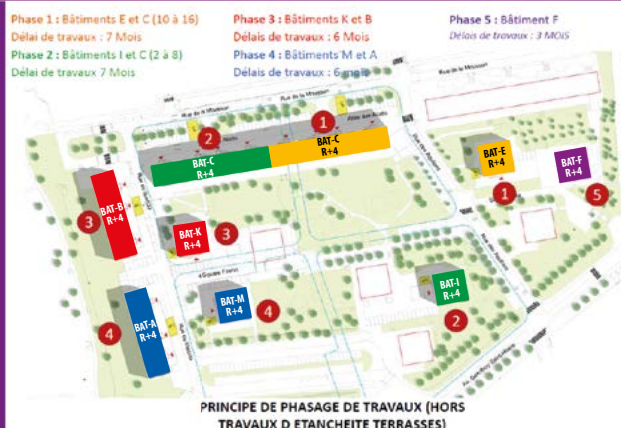 Phase 1 : Bâtiments E et C (10 à 16)
Délai de travaux : 7 Mois
Phase 2 : Bâtiments I et C (2 à 8)
Délai de travaux 7 Mois
Phase 3 : Bâtiments K et B
Délais de travaux : 6 Mois
Phase 4 : Bâtiments M et A
Délais de travaux : 6 mois
Phase 5 : Bâtiment F
Délais de travaux : 3 MOIS
Rue de la Mousson
Rue de la Mousson
1
2
BAT-C
R+4
BAT-C
R+4
BAT-E
R+4
BAT-F
R+4
1
5
BAT-B
R+4
3
BAT-K
R+4
3
BAT-A
R+4
4
BAT-M
R+4
4
BAT-I
R+4
2
PRINCIPE DE PHASAGE DE TRAVAUX (HORS
TRAVAUX D ETANCHEITE TERRASSES)